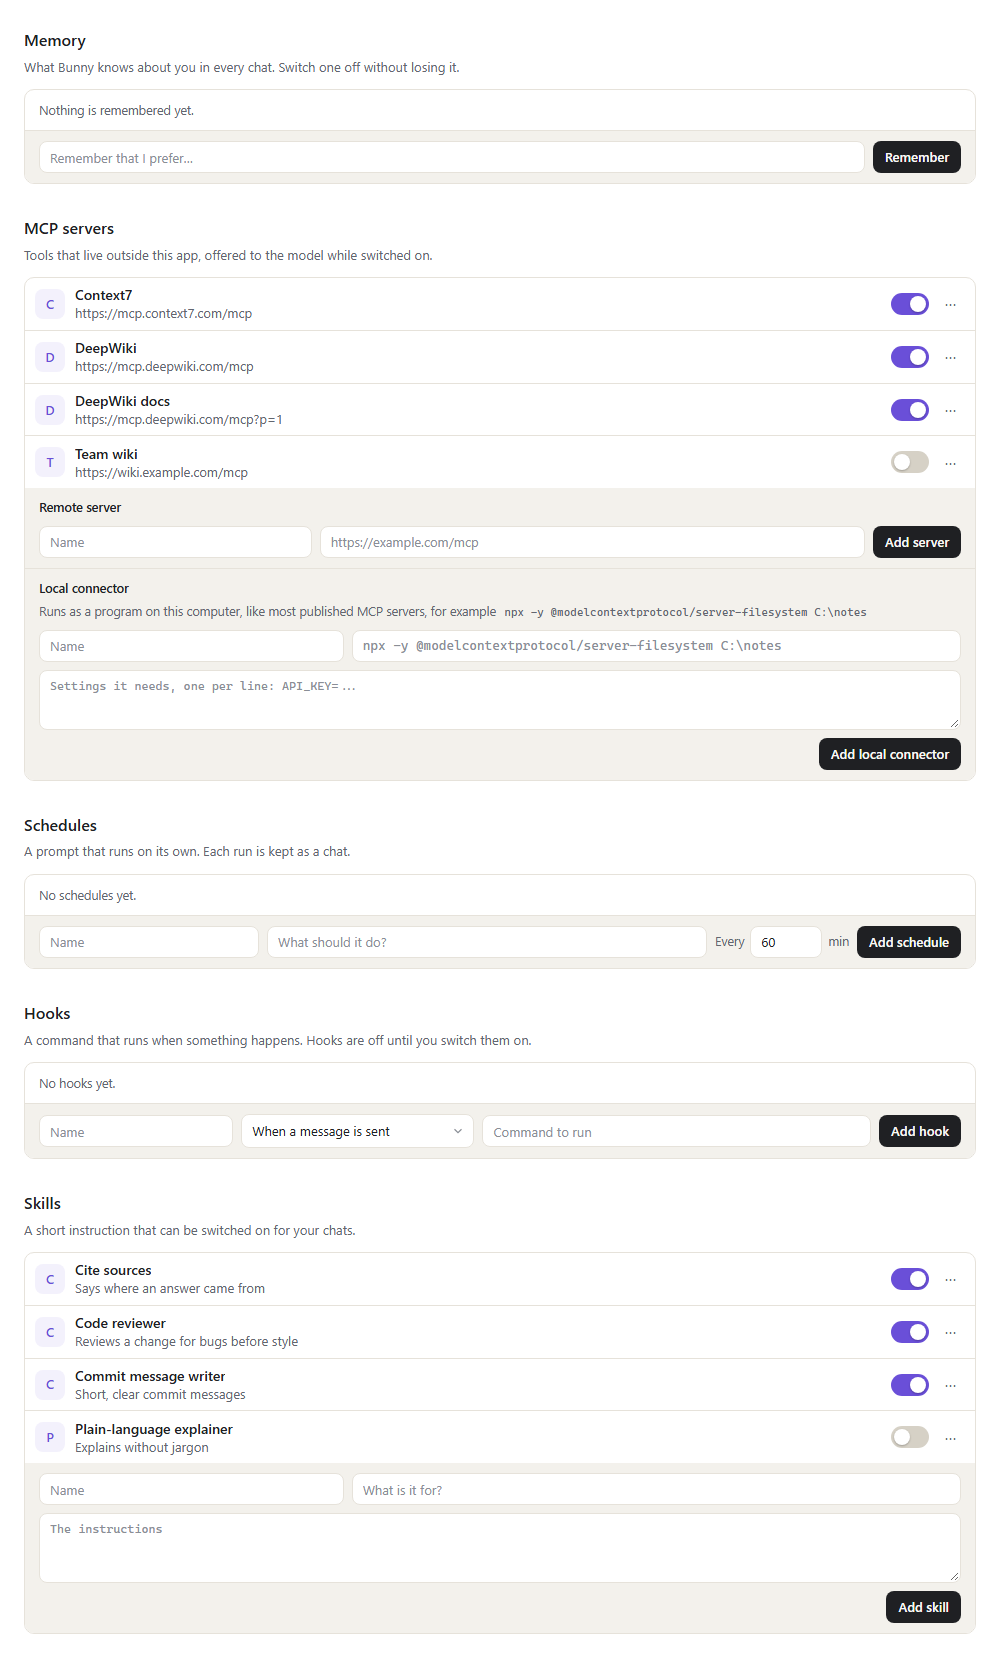 Memory
What Bunny knows about you in every chat. Switch one off without losing it.
Nothing is remembered yet.
Remember that I prefer...
Remember
MCP servers
Tools that live outside this app, offered to the model while switched on.
C
Context7
https://mcp.context7.com/mcp
...
D
DeepWiki
https://mcp.deepwiki.com/mcp
...
D
DeepWiki docs
https://mcp.deepwiki.com/mcp?p=1
...
T
Team wiki
https://wiki.example.com/mcp
...
Remote server
Name
https://example.com/mcp
Add server
Local connector
Runs as a program on this computer, like most published MCP servers, for example npx -y @modelcontextprotocol/server-filesystem C:\notes
Name
npx -y @modelcontextprotocol/server-filesystem C:\notes
Settings it needs, one per line: API_KEY=...
Add local connector
Schedules
A prompt that runs on its own. Each run is kept as a chat.
No schedules yet.
Name
What should it do?
Every
60
min
Add schedule
Hooks
A command that runs when something happens. Hooks are off until you switch them on.
No hooks yet.
Name
When a message is sent
Command to run
Add hook
Skills
A short instruction that can be switched on for your chats.
C
Cite sources
Says where an answer came from
...
C
Code reviewer
Reviews a change for bugs before style
...
C
Commit message writer
Short, clear commit messages
...
P
Plain-language explainer
Explains without jargon
...
Name
What is it for?
The instructions
Add skill